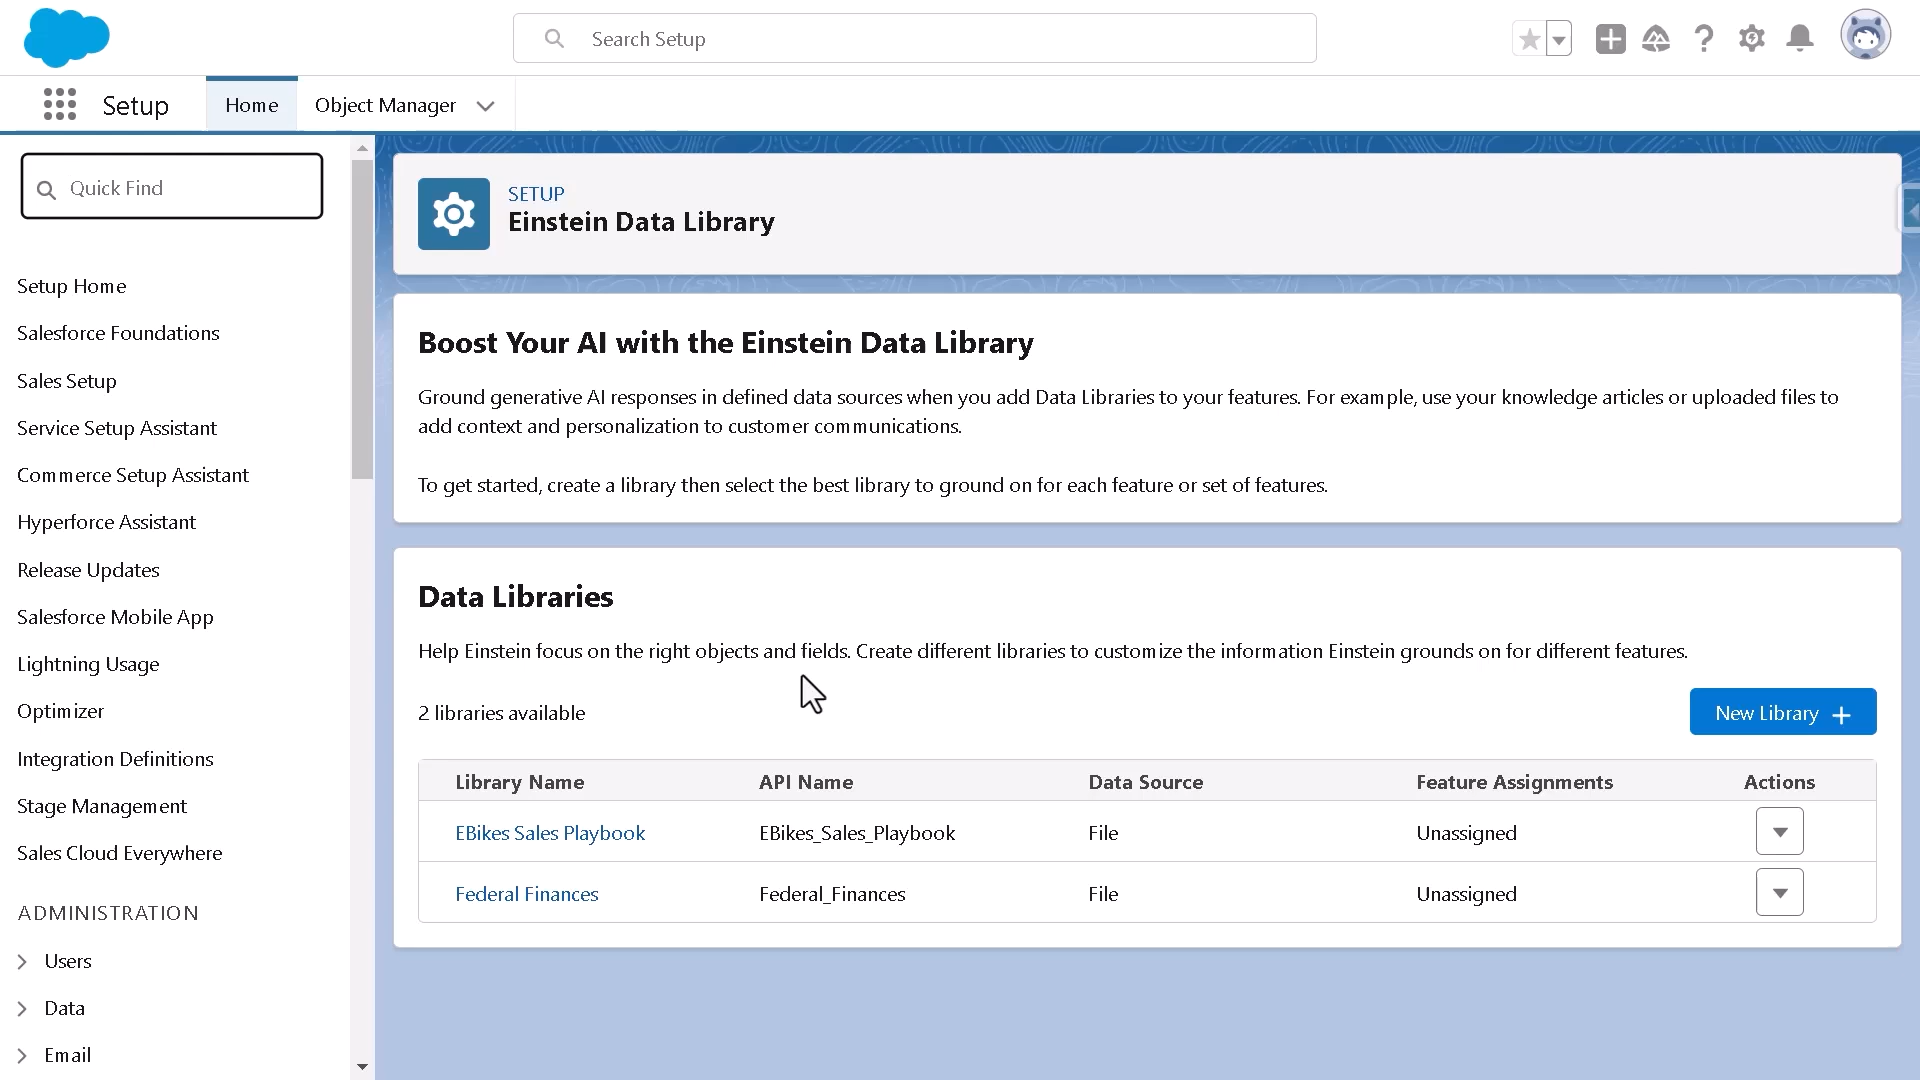 Search Setup
Setup
Home
Object Manager
Quick Find
Setup Home
Salesforce Foundations
Sales Setup
Service Setup Assistant
Commerce Setup Assistant
Hyperforce Assistant
Release Updates
Salesforce Mobile App
Lightning Usage
Optimizer
Integration Definitions
Stage Management
Sales Cloud Everywhere
ADMINISTRATION
Users
Data
Email
SETUP
Einstein Data Library
Boost Your AI with the Einstein Data Library
Ground generative AI responses in defined data sources when you add Data Libraries to your features. For example, use your knowledge articles or uploaded files to
add context and personalization to customer communications.
To get started, create a library then select the best library to ground on for each feature or set of features.
Data Libraries
Help Einstein focus on the right objects and fields. Create different libraries to customize the information Einstein grounds on for different features.
2 libraries available
New Library
Library Name API Name Data Source Feature Assignments Actions
EBikes Sales Playbook EBikes_Sales_Playbook File Unassigned
Federal Finances Federal_Finances File Unassigned